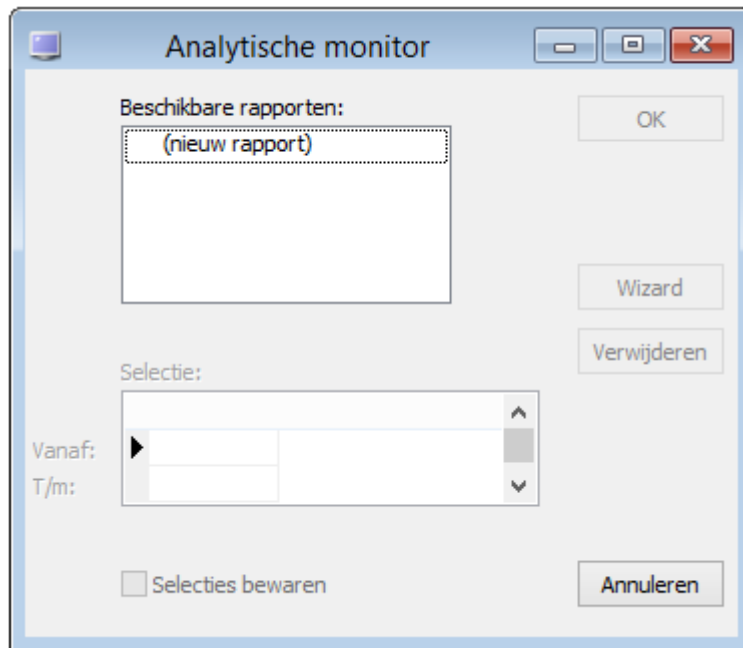 Analytische monitor
Beschikbare rapporten:
(nieuw rapport)
OK
Wizard
Verwijderen
Selectie:
Vanaf:
T/m:
Selecties bewaren
Annuleren